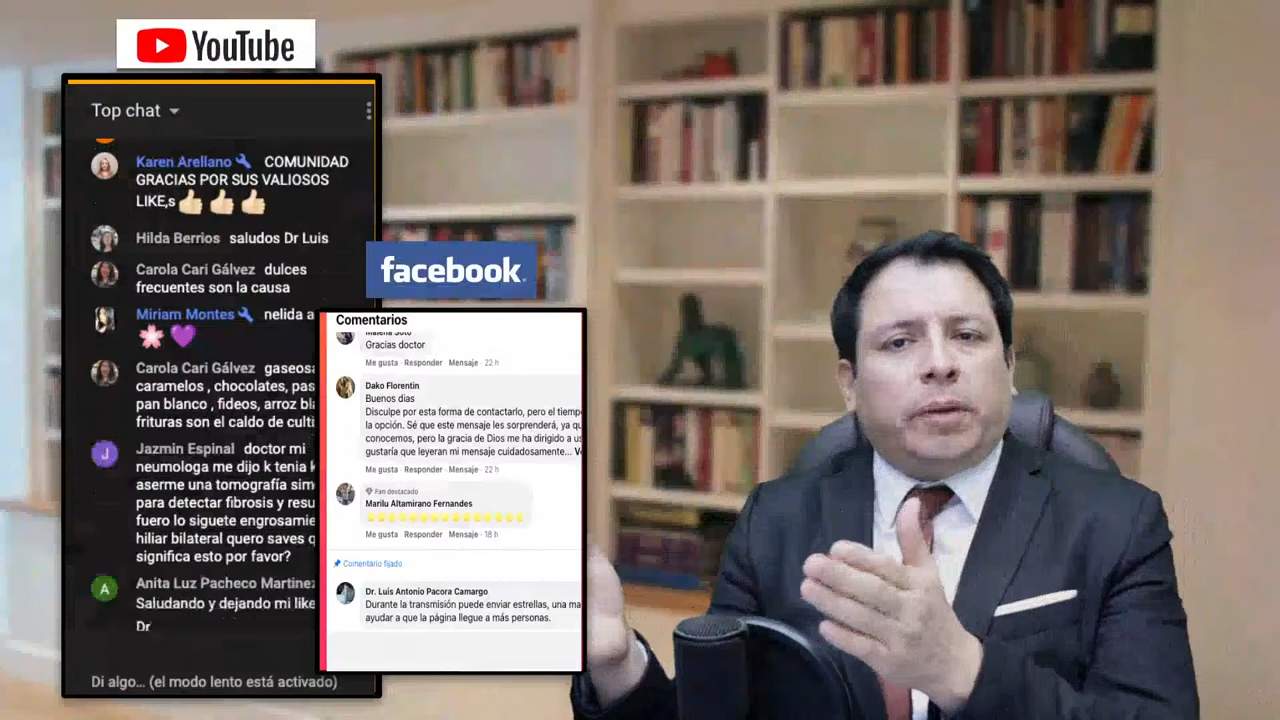 YouTube
Top chat
Karen Arellano COMUNIDAD
GRACIAS POR SUS VALIOSOS
LIKE,s
Hilda Berrios saludos Dr Luis
Carola Cari Gálvez dulces
frecuentes son la causa
Miriam Montes nelida a
Carola Cari Gálvez gaseosa
caramelos , chocolates, pas
pan blanco , fideos, arroz bl
frituras son el caldo de culti
J
Jazmin Espinal doctor mi
neumologa me dijo k tenia k
aserme una tomografía sim
para detectar fibrosis y resu
fuero lo siguete engrosamie
hiliar bilateral quero saves q
significa esto por favor?
A
Anita Luz Pacheco Martinez
Saludando y dejando mi like
Dr
Di algo... (el modo lento está activado)
facebook
Comentarios
Malena Soto
Gracias doctor
Me gusta · Responder · Mensaje · 22 h
Dako Florentin
Buenos dias
Disculpe por esta forma de contactarlo, pero el tiemp
la opción. Sé que este mensaje les sorprenderá, ya qu
conocemos, pero la gracia de Dios me ha dirigido a us
gustaría que leyeran mi mensaje cuidadosamente...
Me gusta · Responder · Mensaje · 22 h
Fan destacado
Marilu Altamirano Fernandes
Me gusta · Responder · Mensaje · 18 h
Comentario fijado
Dr. Luis Antonio Pacora Camargo
Durante la transmisión puede enviar estrellas, una ma
ayudar a que la página llegue a más personas.